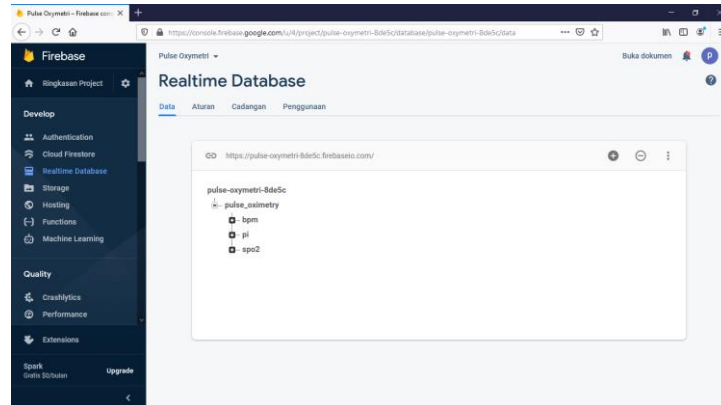 Pulse Oxymetri – Firebase cons
https://console.firebase.google.com/u/4/project/pulse-oxymetri-8de5c/database/pulse-oxymetri-8de5c/data
Firebase
Pulse Oxymetri
Buka dokumen
P
Ringkasan Project
Realtime Database
Data
Aturan
Cadangan
Penggunaan
Develop
Authentication
Cloud Firestore
Realtime Database
Storage
Hosting
Functions
Machine Learning
Quality
Crashlytics
Performance
Extensions
Spark
Gratis $0/bulan
Upgrade
https://pulse-oxymetri-8de5c.firebaseio.com/
pulse-oxymetri-8de5c
pulse_oximetry
bpm
pi
spo2